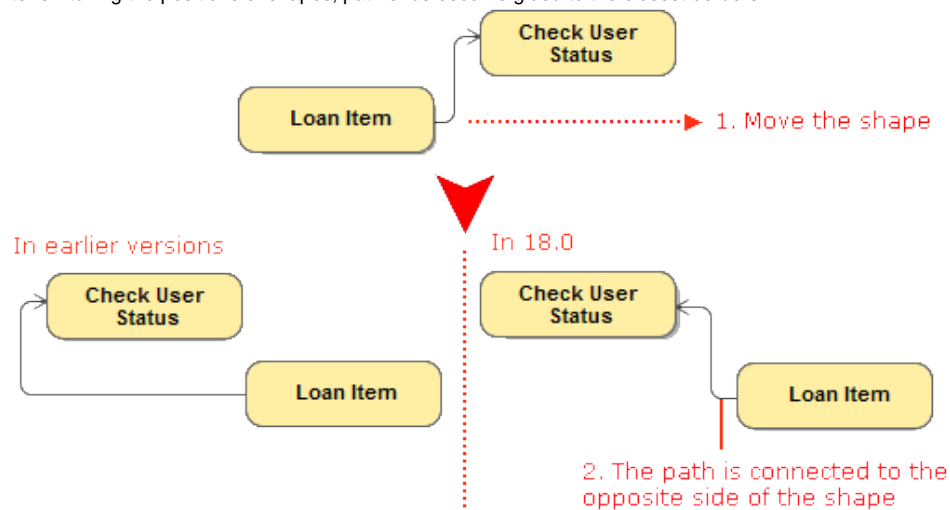 Check User
Status
Loan Item
1. Move the shape
In earlier versions
In 18.0
Check User
Status
Check User
Status
Loan Item
Loan Item
2. The path is connected to the
opposite side of the shape